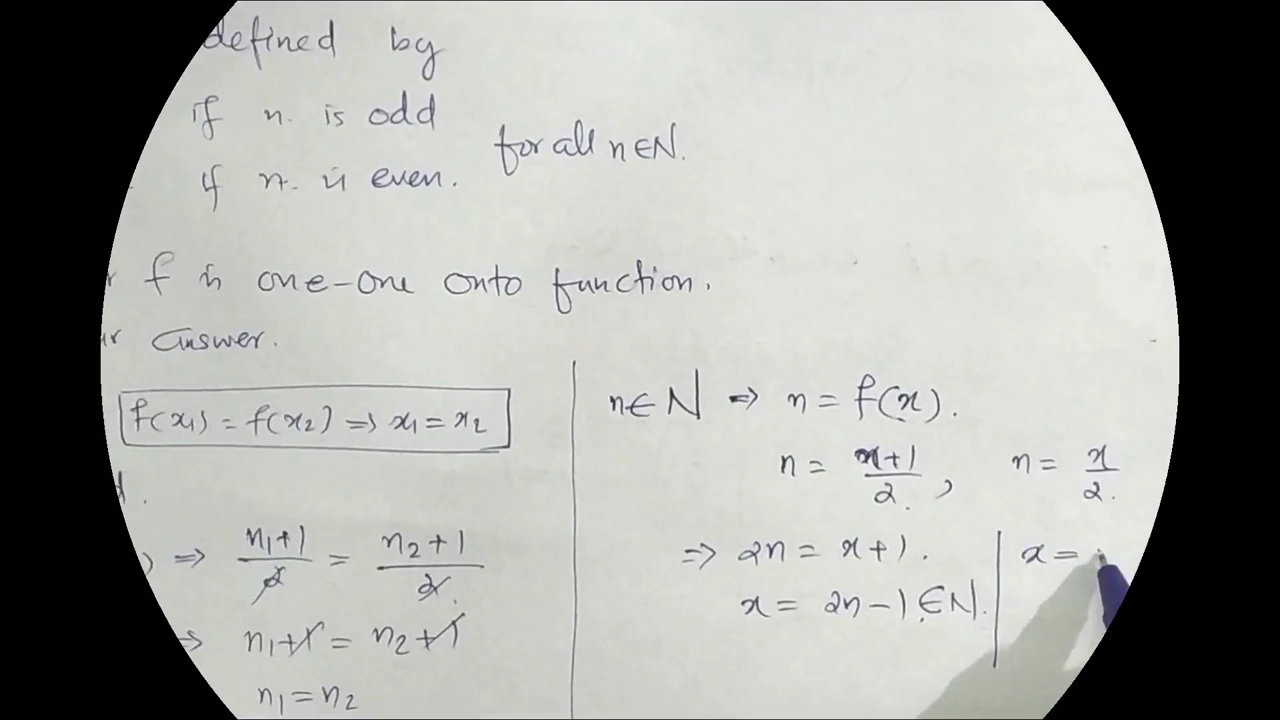 defined by
if n. is odd
for all n∈N.
if n. is even.
f is one-one onto function.
answer.
f(x₁) = f(x₂) ⇒ x₁ = x₂
d.
) ⇒ n₁+1/2 = n₂+1/2.
⇒ n₁+1 = n₂+1
n₁ = n₂
n∈N ⇒ n = f(x).
n = x+1/2. , n = x/2.
⇒ 2n = x+1.
x = 2n-1 ∈N.
x =